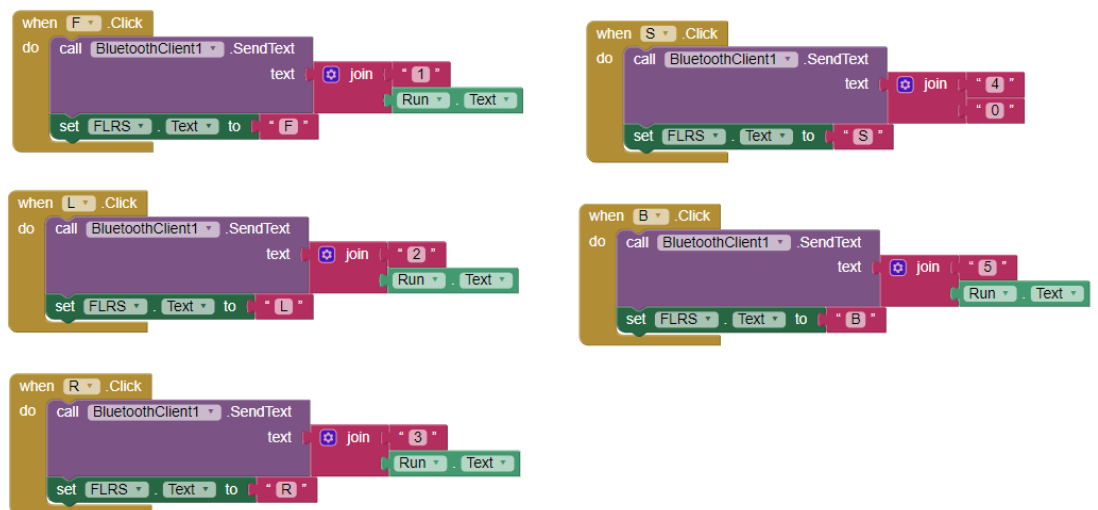 when F .Click
do call BluetoothClient1 .SendText
text join " 1 "
Run . Text
set FLRS . Text to " F "
when L .Click
do call BluetoothClient1 .SendText
text join " 2 "
Run . Text
set FLRS . Text to " L "
when R .Click
do call BluetoothClient1 .SendText
text join " 3 "
Run . Text
set FLRS . Text to " R "
when S .Click
do call BluetoothClient1 .SendText
text join " 4 "
" 0 "
set FLRS . Text to " S "
when B .Click
do call BluetoothClient1 .SendText
text join " 5 "
Run . Text
set FLRS . Text to " B "